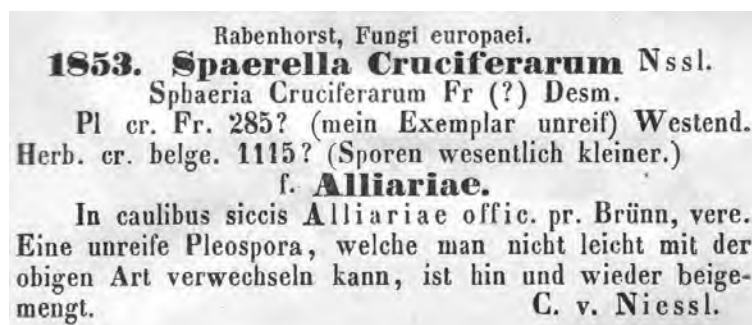 Rabenhorst, Fungi europaei.
1853. Spaerella Cruciferarum Nssl.
Sphaeria Cruciferarum Fr (?) Desm.
Pl cr. Fr. 285? (mein Exemplar unreif) Westend.
Herb. cr. belge. 1115? (Sporen wesentlich kleiner.)
f. Alliariae.
In caulibus siccis Alliariae offic. pr. Brünn, vere.
Eine unreife Pleospora, welche man nicht leicht mit der
obigen Art verwechseln kann, ist hin und wieder beige-
mengt. C. v. Niessl.